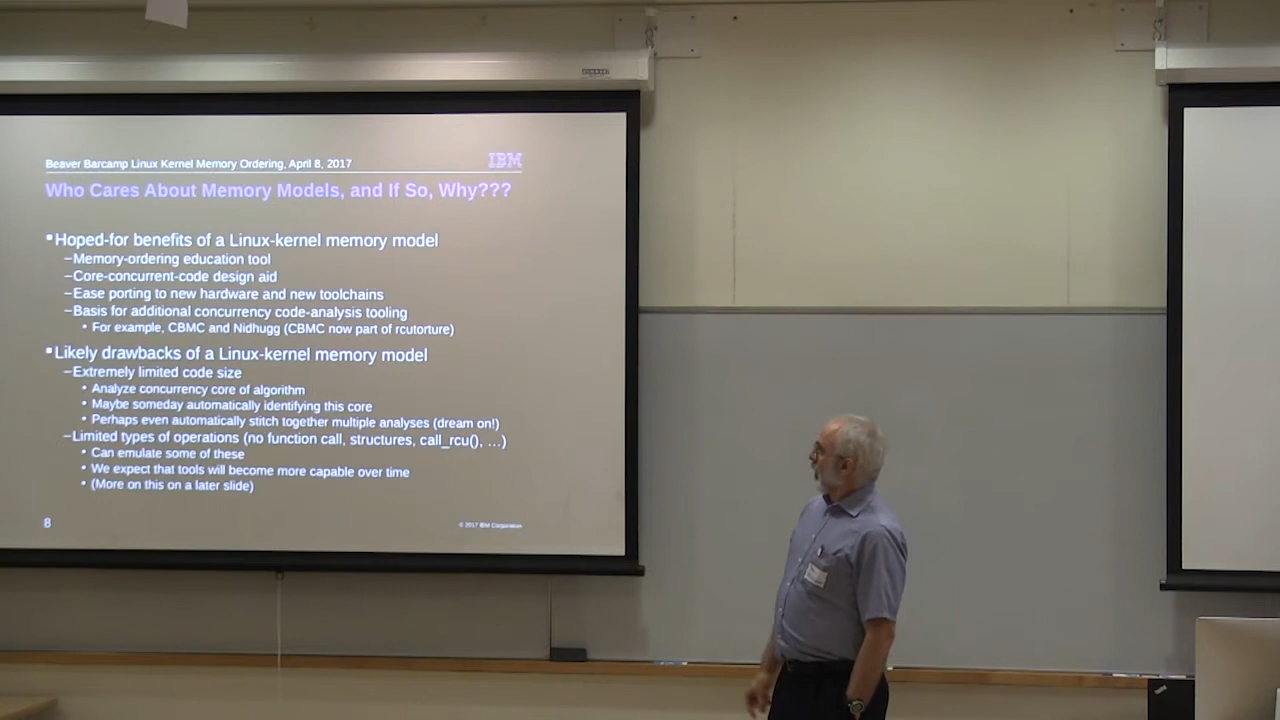 Beaver Barcamp Linux Kernel Memory Ordering, April 8, 2017
IBM
Who Cares About Memory Models, and If So, Why???
▪Hoped-for benefits of a Linux-kernel memory model
–Memory-ordering education tool
–Core-concurrent-code design aid
–Ease porting to new hardware and new toolchains
–Basis for additional concurrency code-analysis tooling
• For example, CBMC and Nidhugg (CBMC now part of rcutorture)
▪Likely drawbacks of a Linux-kernel memory model
–Extremely limited code size
• Analyze concurrency core of algorithm
• Maybe someday automatically identifying this core
• Perhaps even automatically stitch together multiple analyses (dream on!)
–Limited types of operations (no function call, structures, call_rcu(), …)
• Can emulate some of these
• We expect that tools will become more capable over time
• (More on this on a later slide)
8
© 2017 IBM Corporation